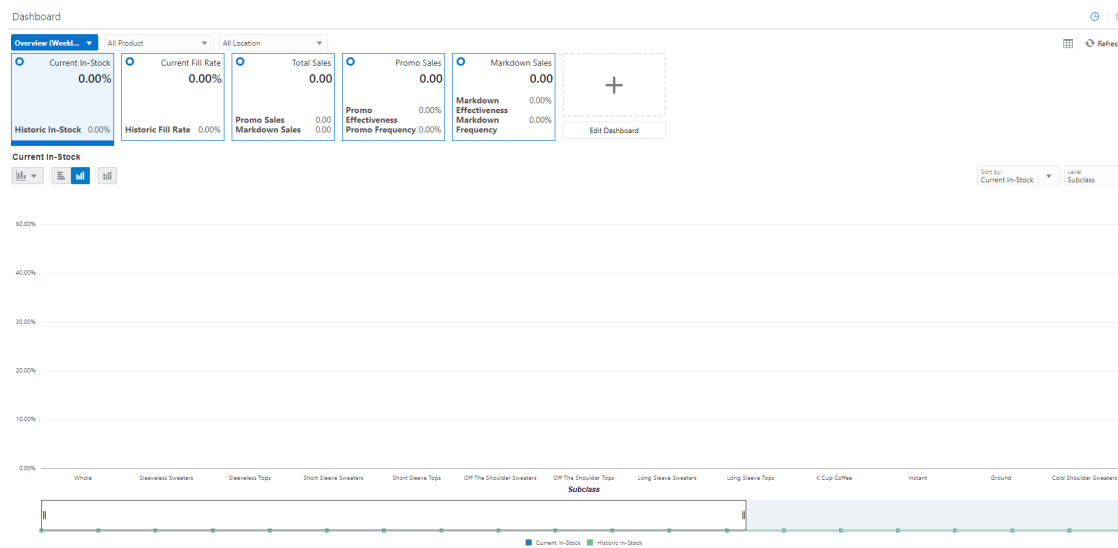 Dashboard
Overview (Weekl...
All Product
All Location
Current In-Stock
0.00%
Historic In-Stock 0.00%
Current Fill Rate
0.00%
Historic Fill Rate 0.00%
Total Sales
0.00
Promo Sales 0.00
Markdown Sales 0.00
Promo Sales
0.00
Promo 0.00%
Effectiveness
Promo Frequency 0.00%
Markdown Sales
0.00
Markdown 0.00%
Effectiveness
Markdown 0.00%
Frequency
Edit Dashboard
Refres
Current In-Stock
Sort by:
Current In-Stock
Level
Subclass
50.00%
40.00%
30.00%
20.00%
10.00%
0.00%
Whole Sleeveless Sweaters Sleeveless Tops Short Sleeve Sweaters Short Sleeve Tops Off The Shoulder Sweaters Off The Shoulder Tops Long Sleeve Sweaters Long Sleeve Tops K Cup Coffee Instant Ground Cold Shoulder Sweaters
Subclass
Current In-Stock Historic In-Stock